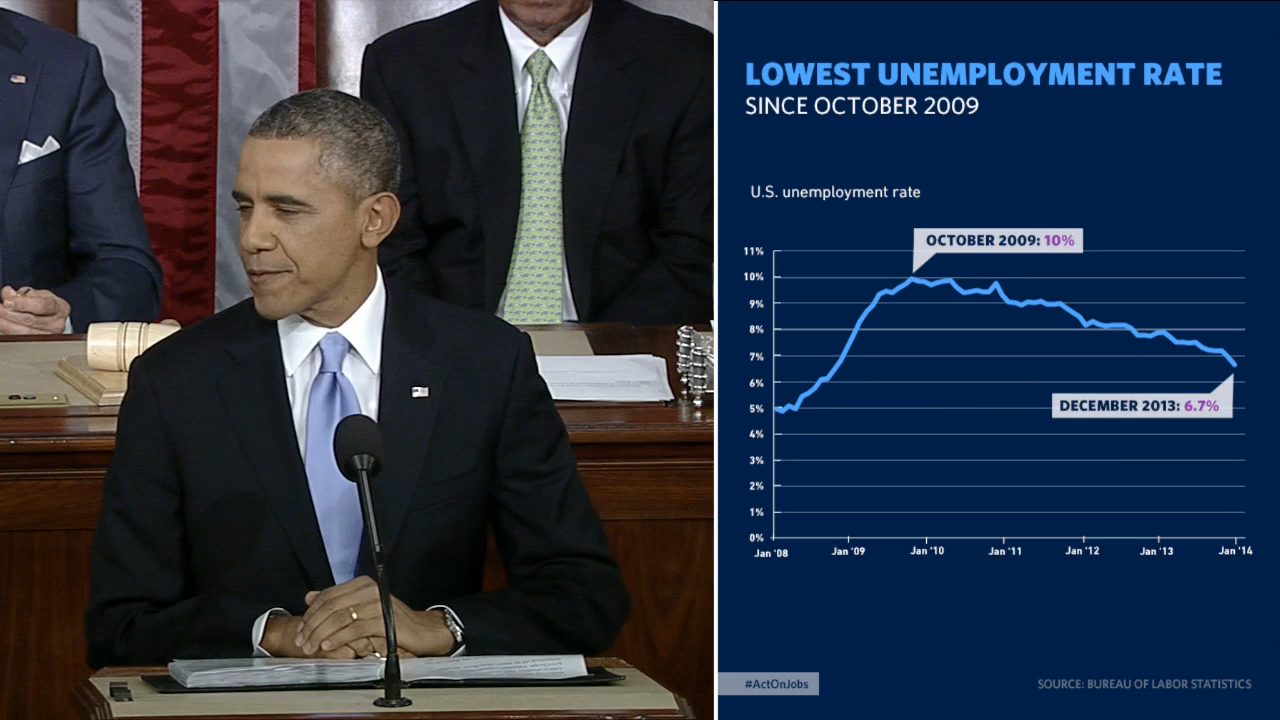 LOWEST UNEMPLOYMENT RATE
SINCE OCTOBER 2009
U.S. unemployment rate
OCTOBER 2009: 10%
11%
10%
9%
8%
7%
6%
DECEMBER 2013: 6.7%
5%
4%
3%
2%
1%
0%
Jan '08 Jan '09 Jan '10 Jan '11 Jan '12 Jan '13 Jan '14
#ActOnJobs
SOURCE: BUREAU OF LABOR STATISTICS